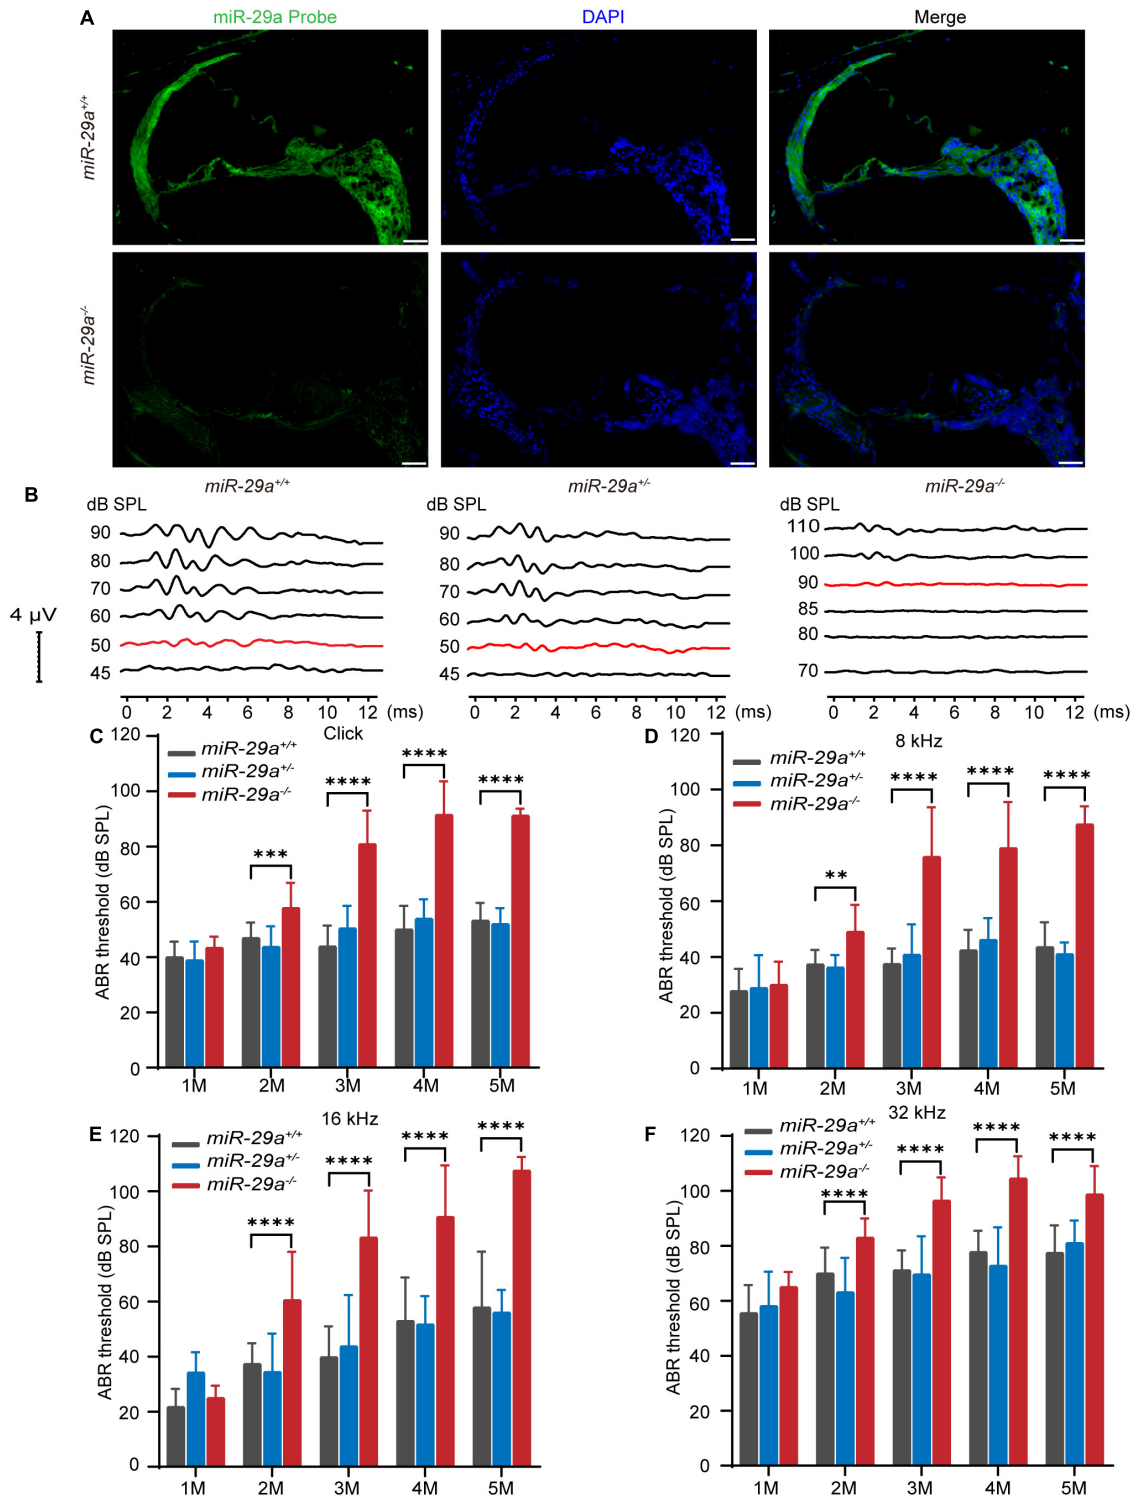 A miR-29a Probe DAPI Merge
miR-29a+/+
miR-29a-/-
B miR-29a+/+ miR-29a+/- miR-29a-/-
dB SPL dB SPL dB SPL
90 90 110
80 80 100
70 70 90
60 60 85
50 50 80
45 45 70
4 μV
0 2 4 6 8 10 12 (ms) 0 2 4 6 8 10 12 (ms) 0 2 4 6 8 10 12 (ms)
C Click
miR-29a+/+
miR-29a+/-
miR-29a-/-
ABR threshold (dB SPL)
120
100
80
60
40
20
0
*** **** **** ****
1M 2M 3M 4M 5M
D 8 kHz
miR-29a+/+
miR-29a+/-
miR-29a-/-
ABR threshold (dB SPL)
120
100
80
60
40
20
0
** **** **** ****
1M 2M 3M 4M 5M
E 16 kHz
miR-29a+/+
miR-29a+/-
miR-29a-/-
ABR threshold (dB SPL)
120
100
80
60
40
20
0
**** **** **** ****
1M 2M 3M 4M 5M
F 32 kHz
miR-29a+/+
miR-29a+/-
miR-29a-/-
ABR threshold (dB SPL)
120
100
80
60
40
20
0
**** **** **** ****
1M 2M 3M 4M 5M